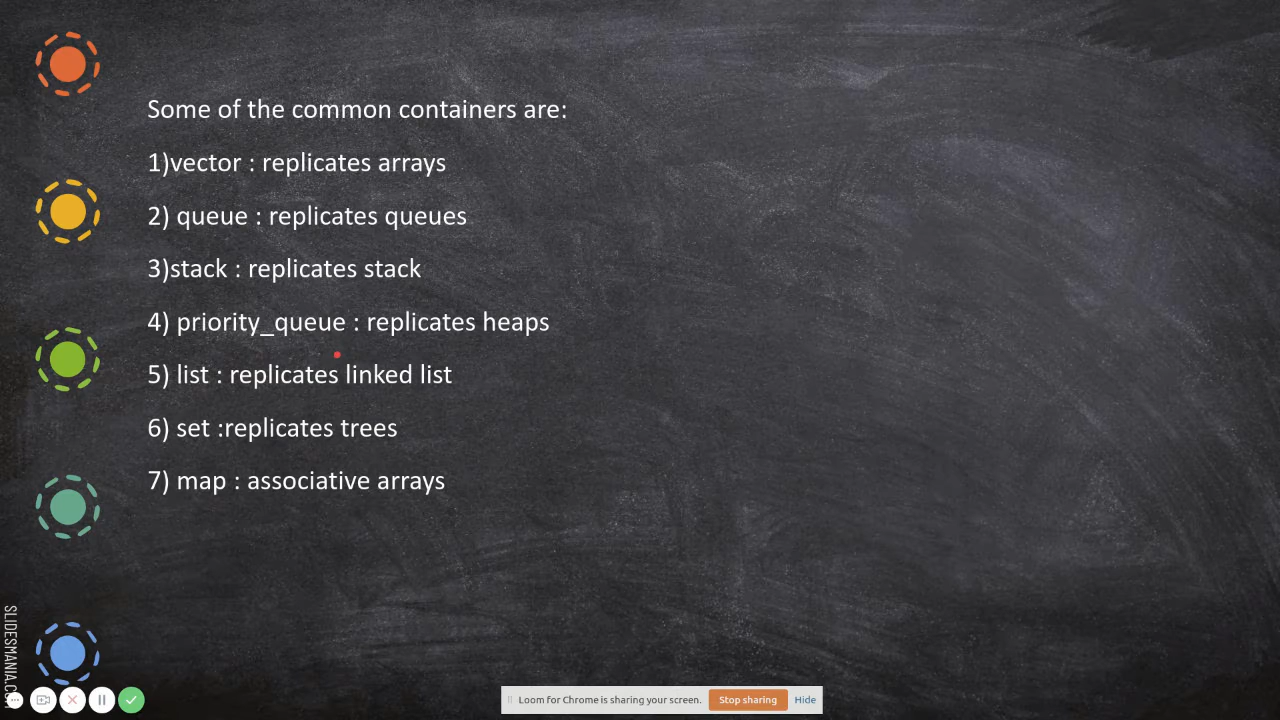 Some of the common containers are:
1)vector : replicates arrays
2) queue : replicates queues
3)stack : replicates stack
4) priority_queue : replicates heaps
5) list : replicates linked list
6) set :replicates trees
7) map : associative arrays
SLIDESMANIA.C
Loom for Chrome is sharing your screen. Stop sharing Hide